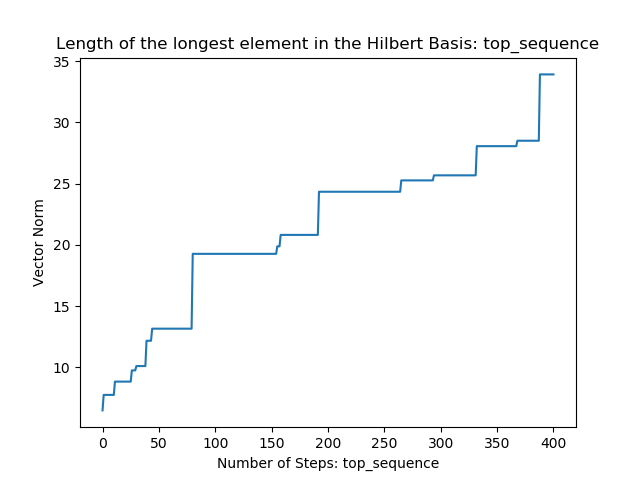 Length of the longest element in the Hilbert Basis: top_sequence
35
30
25
20
15
10
Vector Norm
0 50 100 150 200 250 300 350 400
Number of Steps: top_sequence